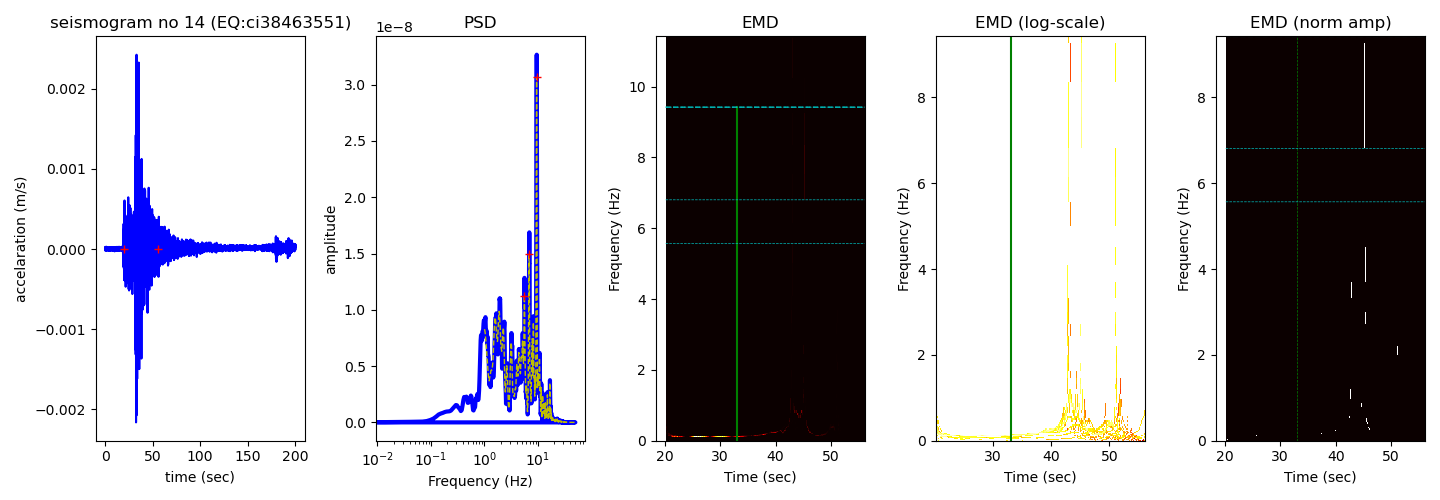 seismogram no 14 (EQ:ci38463551)
accelaration (m/s)
0.002
0.001
0.000
−0.001
−0.002
0 50 100 150 200
time (sec)
PSD
1e−8
amplitude
3.0
2.5
2.0
1.5
1.0
0.5
0.0
10−2 10−1 100 101
Frequency (Hz)
EMD
Frequency (Hz)
10
8
6
4
2
0
20 30 40 50
Time (sec)
EMD (log-scale)
Frequency (Hz)
8
6
4
2
0
30 40 50
Time (sec)
EMD (norm amp)
Frequency (Hz)
8
6
4
2
0
20 30 40 50
Time (sec)